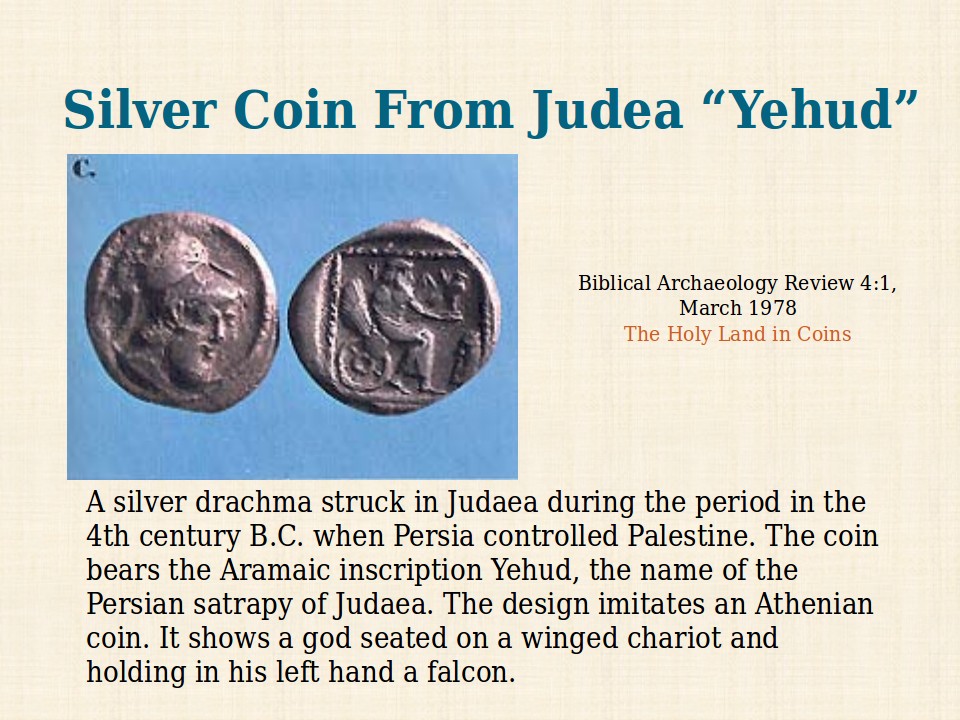 Silver Coin From Judea “Yehud”
c.
Biblical Archaeology Review 4:1,
March 1978
The Holy Land in Coins
A silver drachma struck in Judaea during the period in the
4th century B.C. when Persia controlled Palestine. The coin
bears the Aramaic inscription Yehud, the name of the
Persian satrapy of Judaea. The design imitates an Athenian
coin. It shows a god seated on a winged chariot and
holding in his left hand a falcon.